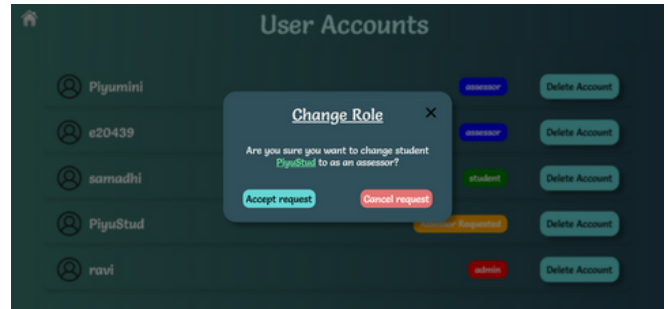 User Accounts
Piyumini assessor Delete Account
e20439 assessor Delete Account
samadhi student Delete Account
PiyuStud Assessor Requested Delete Account
ravi admin Delete Account
Change Role
Are you sure you want to change student
PiyuStud to as an assessor?
Accept request Cancel request